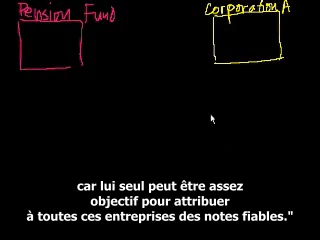 Pension Fund
Corporation A
car lui seul peut être assez
objectif pour attribuer
à toutes ces entreprises des notes fiables."